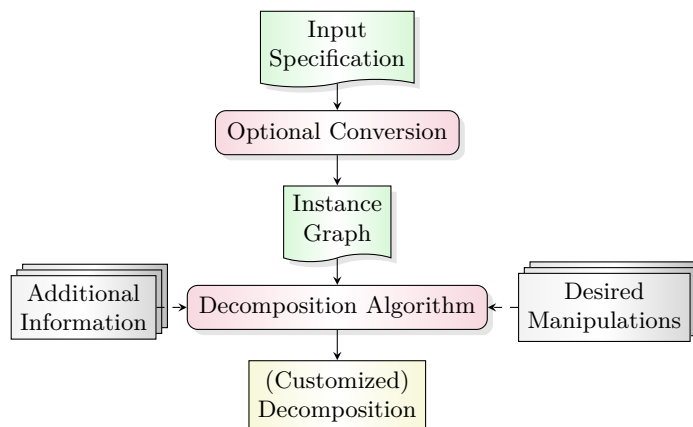 Input
Specification
Optional Conversion
Instance
Graph
Additional
Information
Decomposition Algorithm
Desired
Manipulations
(Customized)
Decomposition